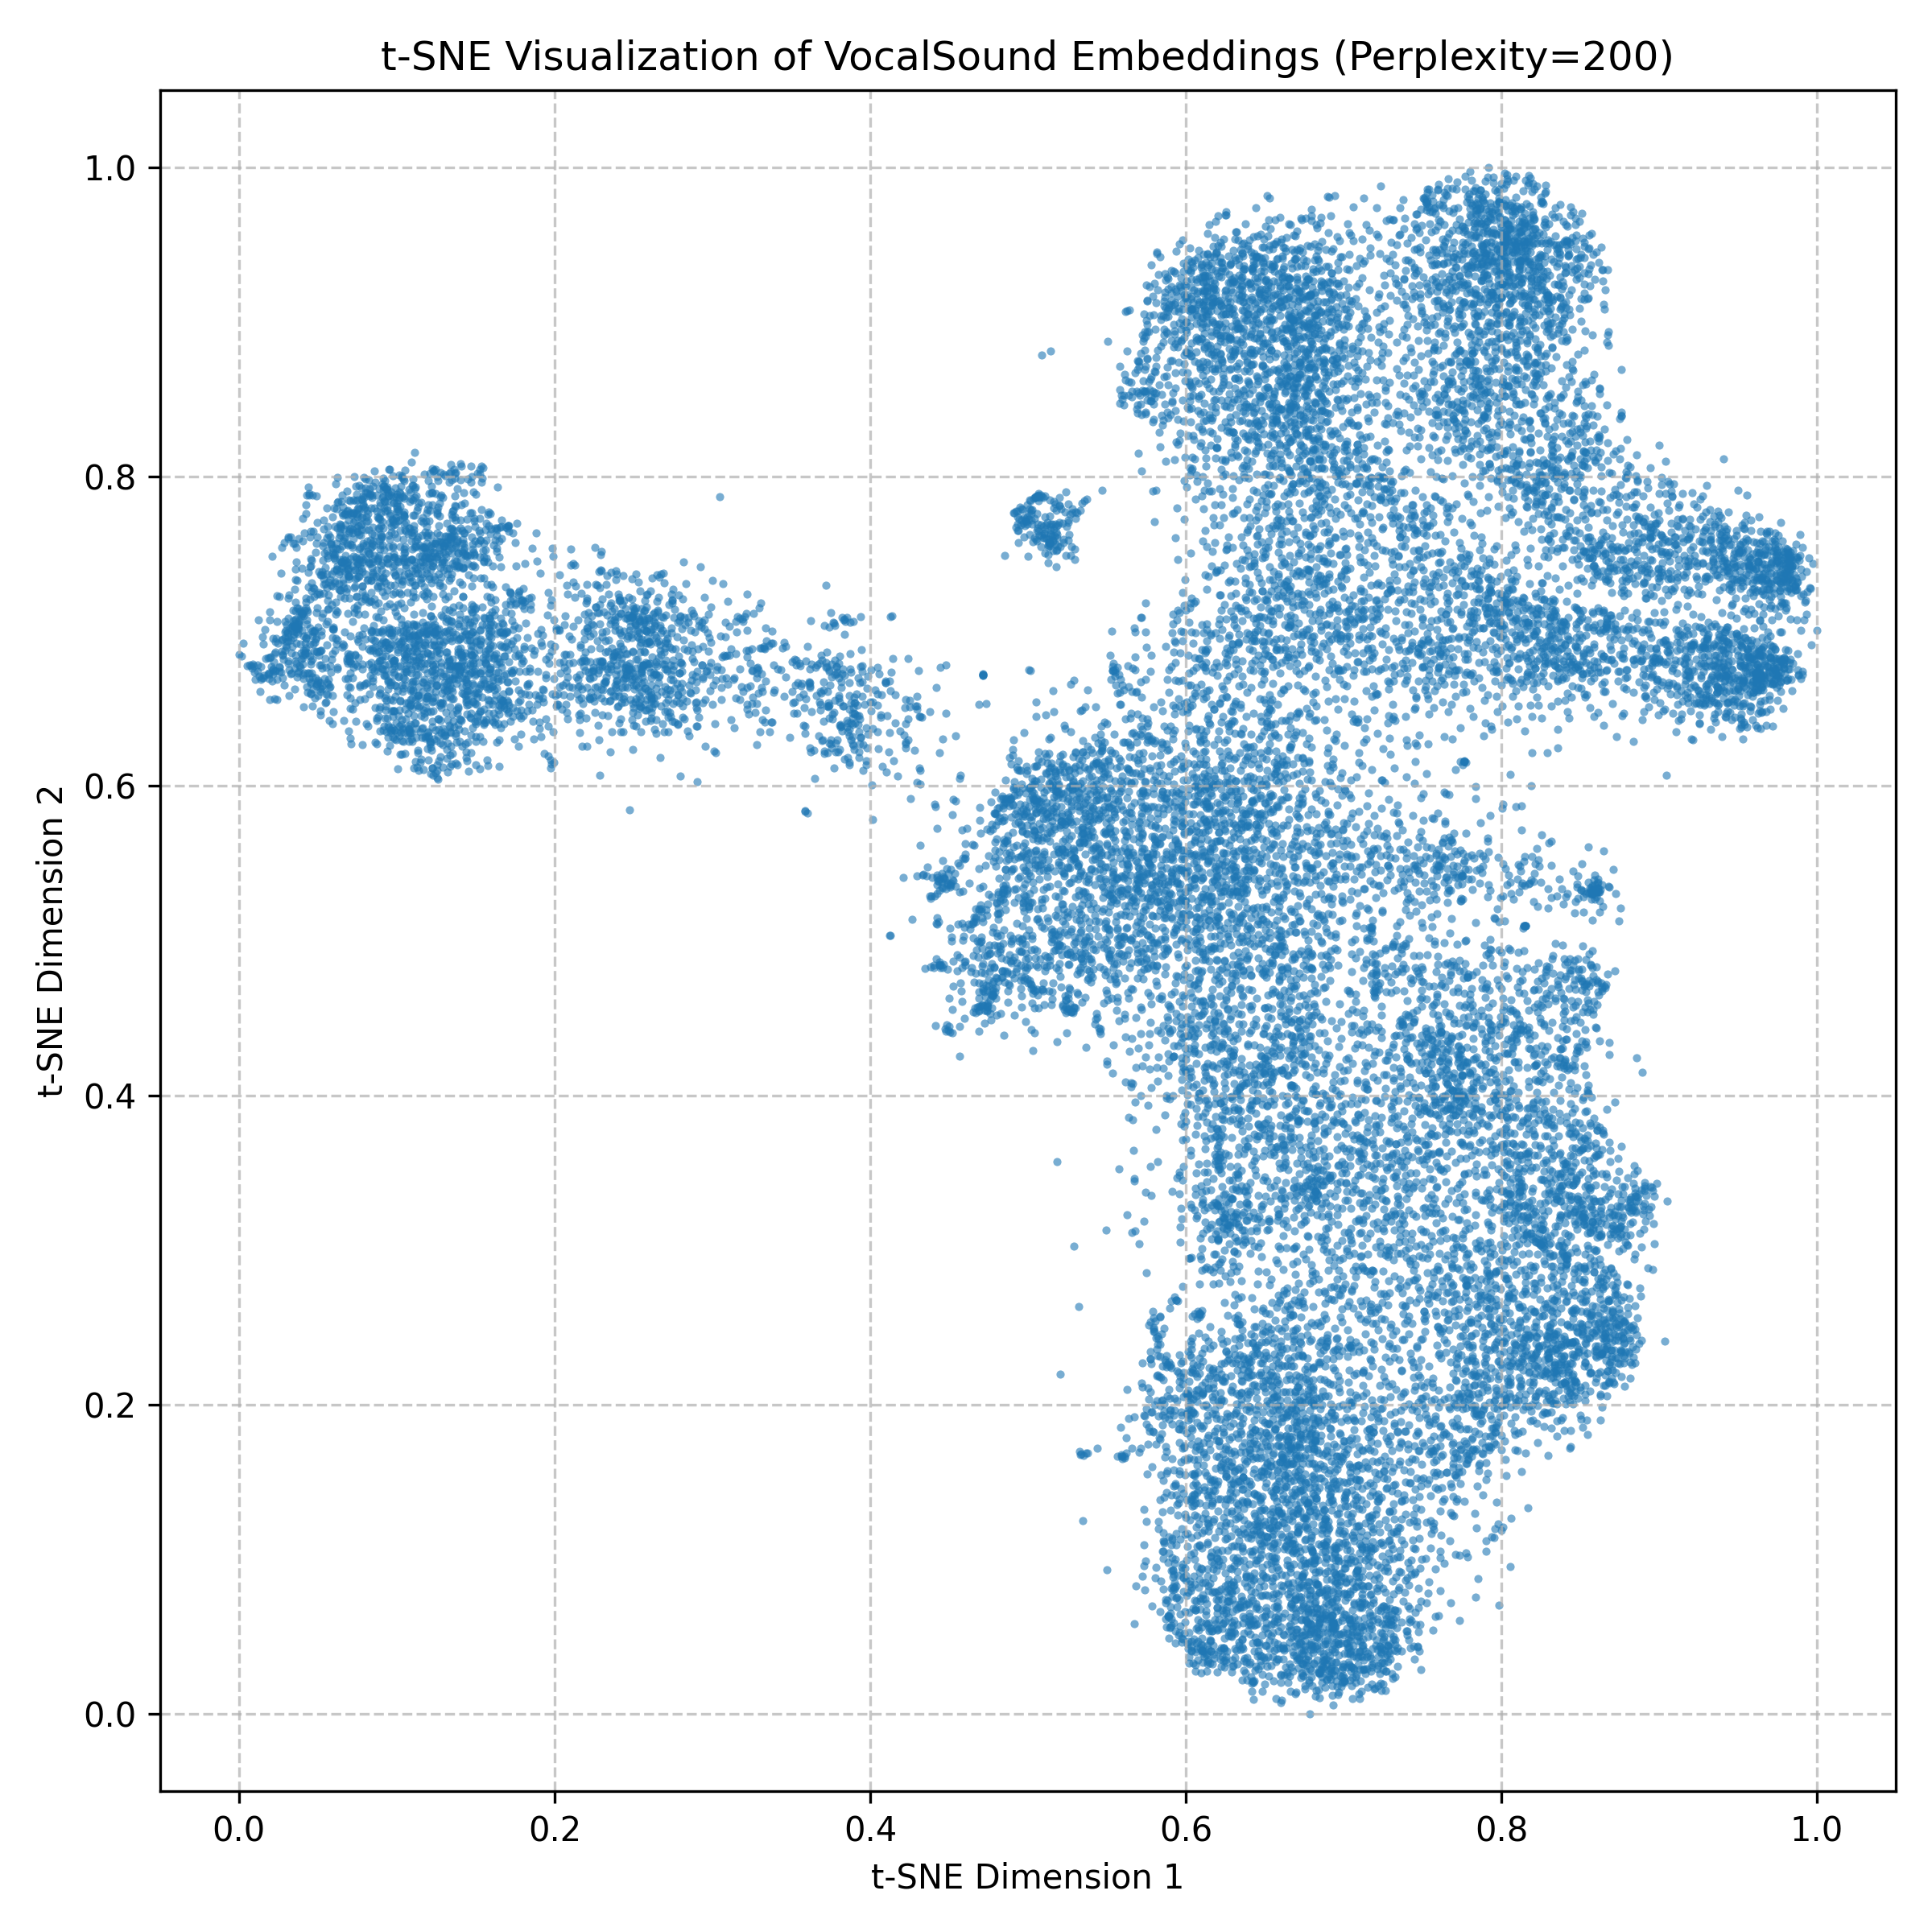 t-SNE Visualization of VocalSound Embeddings (Perplexity=200)
t-SNE Dimension 2
1.0
0.8
0.6
0.4
0.2
0.0
0.0 0.2 0.4 0.6 0.8 1.0
t-SNE Dimension 1